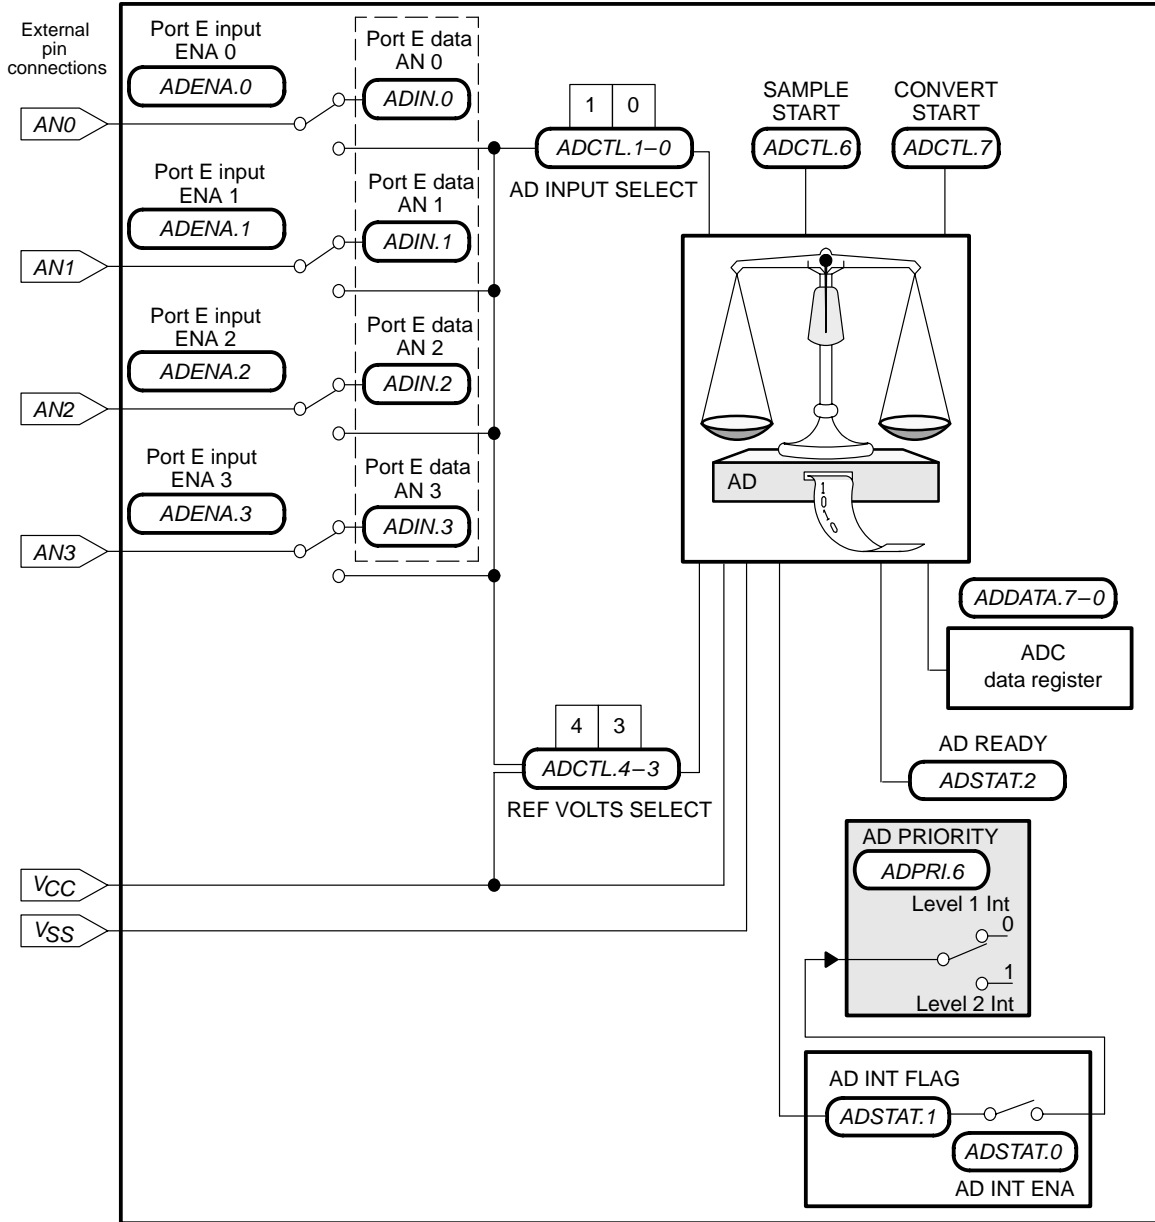 External
pin
connections
Port E input
ENA 0
ADENA.0
Port E data
AN 0
ADIN.0
AN0
1 0
ADCTL.1–0
AD INPUT SELECT
SAMPLE
START
ADCTL.6
CONVERT
START
ADCTL.7
Port E input
ENA 1
ADENA.1
Port E data
AN 1
ADIN.1
AN1
Port E input
ENA 2
ADENA.2
Port E data
AN 2
ADIN.2
AN2
Port E input
ENA 3
ADENA.3
Port E data
AN 3
ADIN.3
AN3
AD
1
0
1
0
ADDATA.7–0
ADC
data register
4 3
ADCTL.4–3
REF VOLTS SELECT
AD READY
ADSTAT.2
VCC
VSS
AD PRIORITY
ADPRI.6
Level 1 Int
0
1
Level 2 Int
AD INT FLAG
ADSTAT.1
ADSTAT.0
AD INT ENA